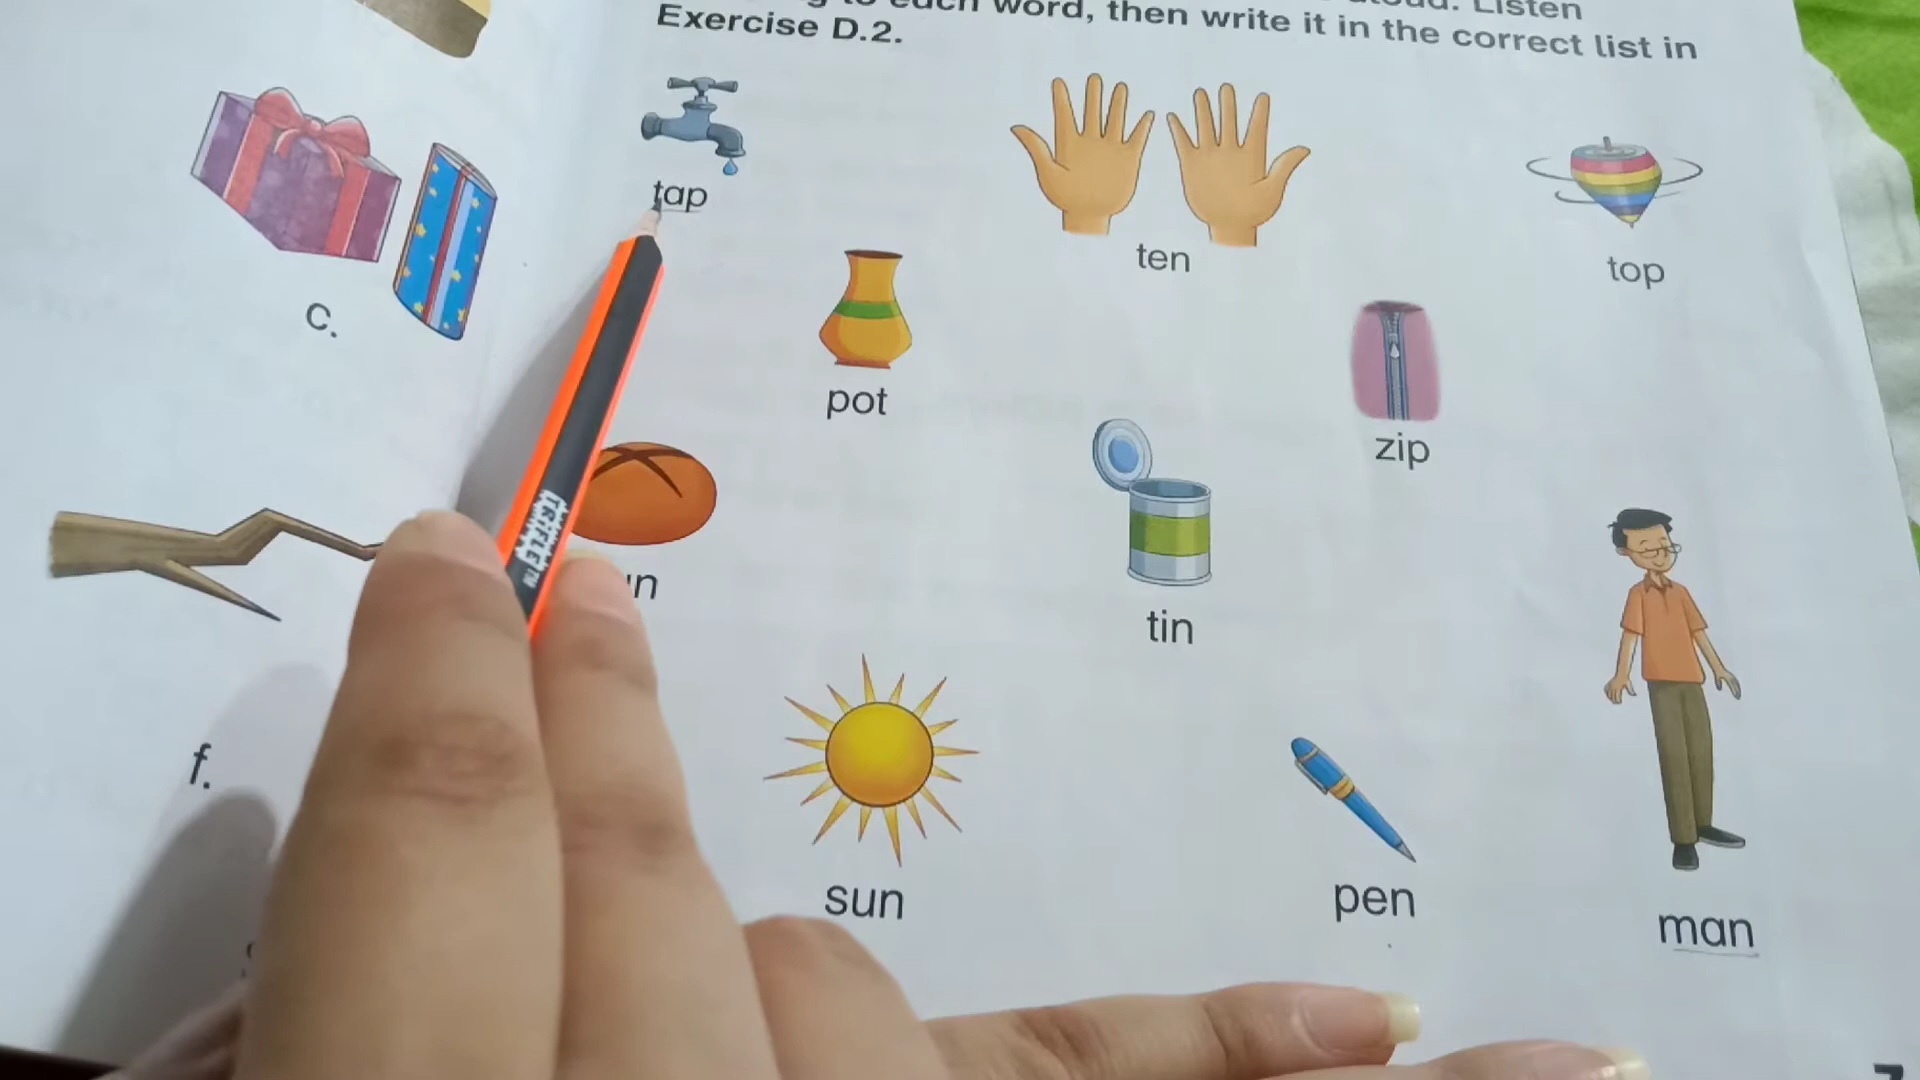 word, then write it in the correct list in
Exercise D.2.
tap
ten
top
C.
pot
zip
tin
f.
sun
pen
man